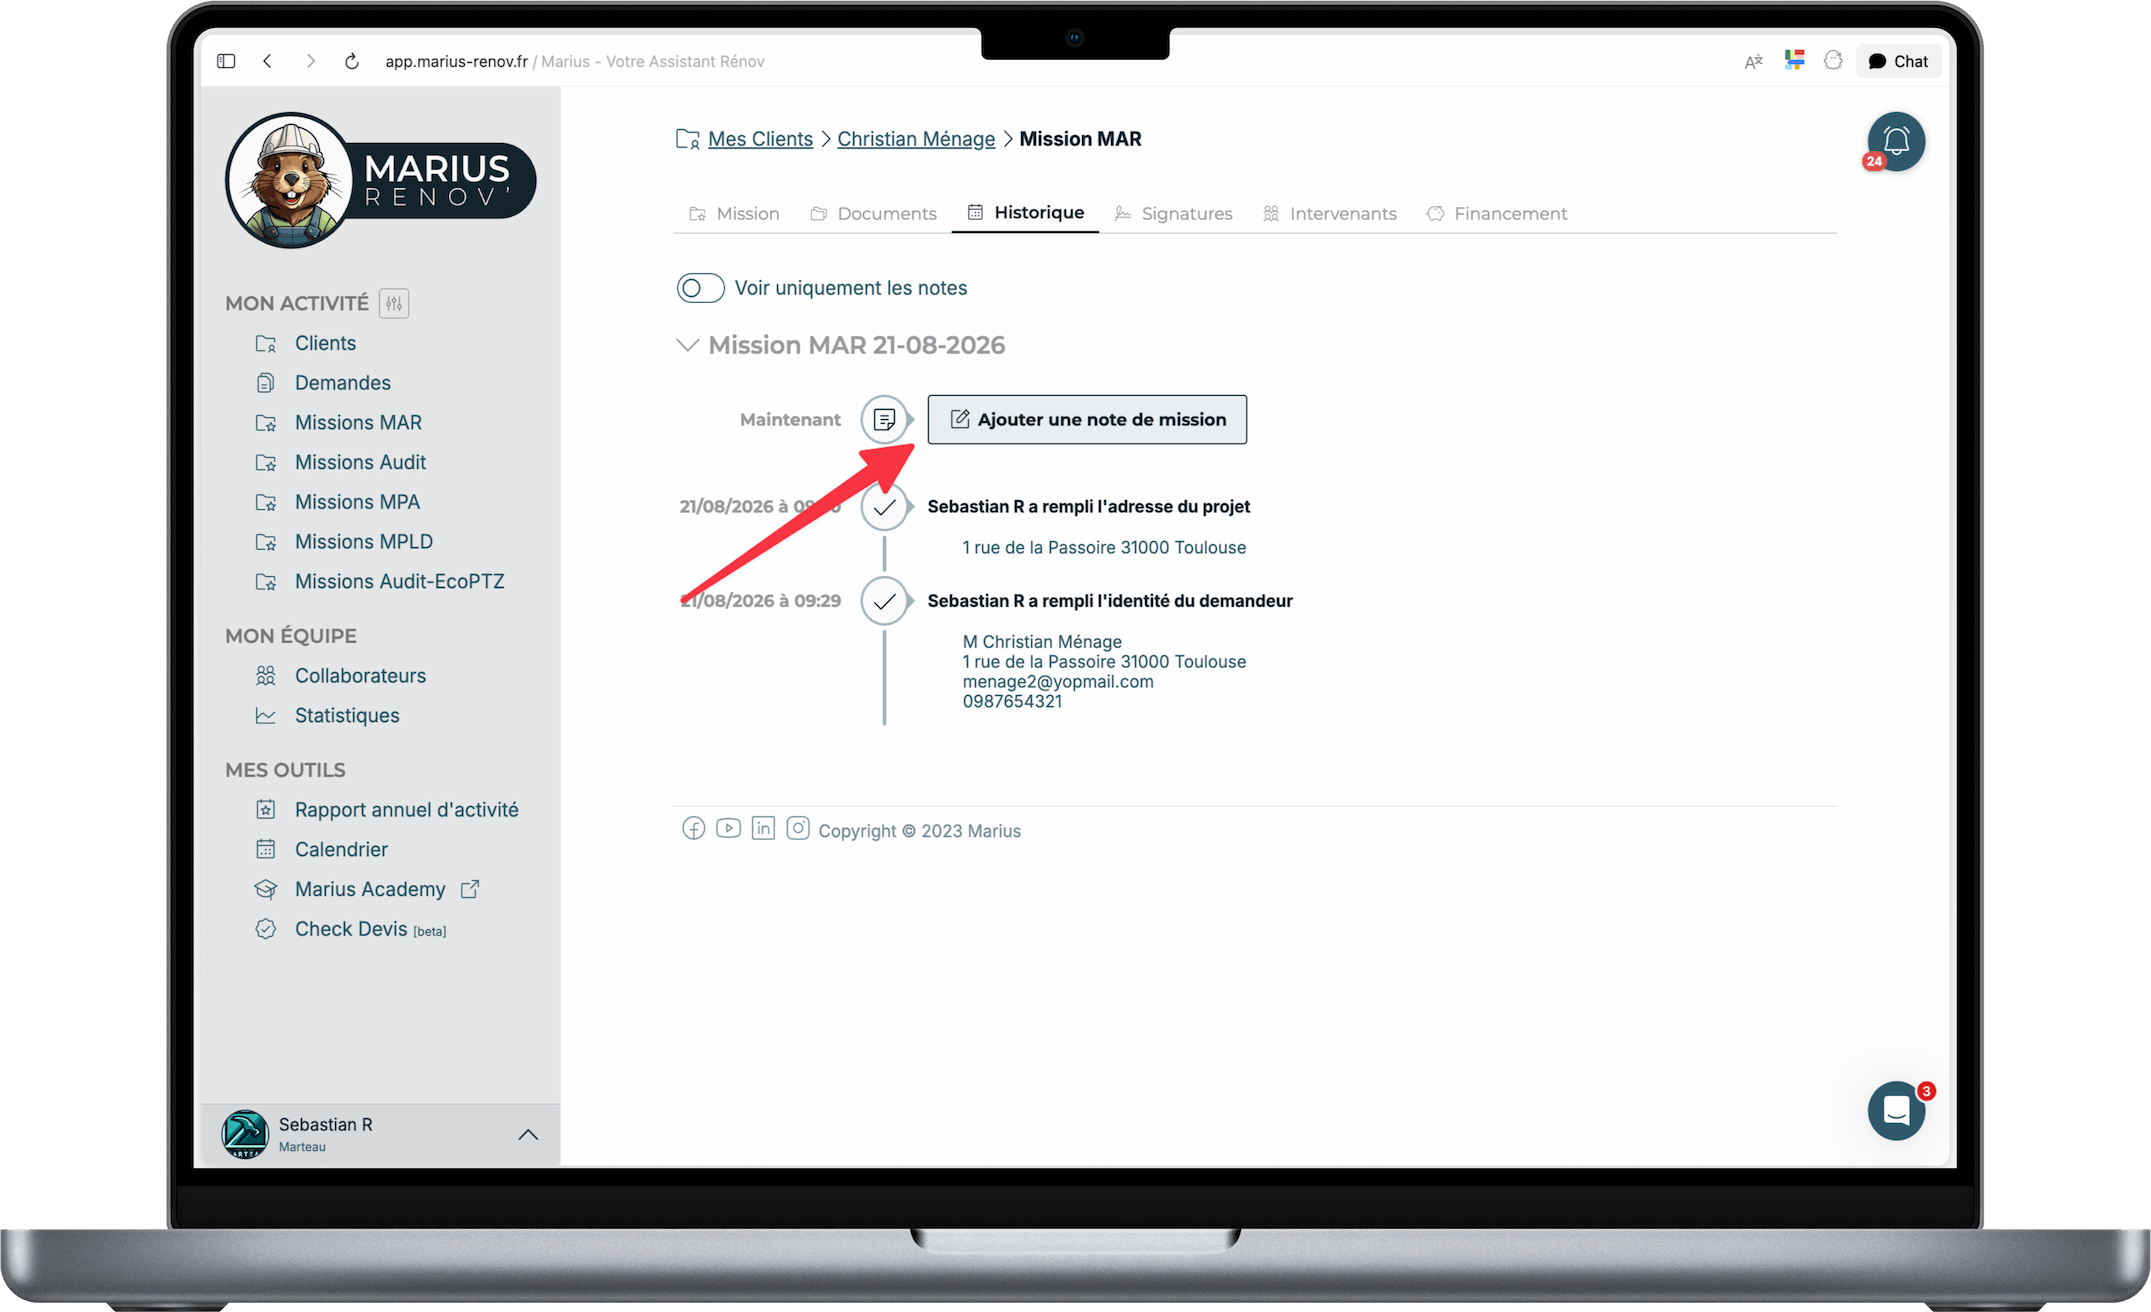 app.marius-renov.fr / Marius - Votre Assistant Rénov
Chat
MARIUS
RENOV'
Mes Clients > Christian Ménage > Mission MAR
24
Mission Documents Historique Signatures Intervenants Financement
Voir uniquement les notes
Mission MAR 21-08-2026
Maintenant
Ajouter une note de mission
21/08/2026 à
Sebastian R a rempli l'adresse du projet
1 rue de la Passoire 31000 Toulouse
21/08/2026 à 09:29
Sebastian R a rempli l'identité du demandeur
M Christian Ménage
1 rue de la Passoire 31000 Toulouse
menage2@yopmail.com
0987654321
Copyright © 2023 Marius
MON ACTIVITÉ
Clients
Demandes
Missions MAR
Missions Audit
Missions MPA
Missions MPLD
Missions Audit-EcoPTZ
MON ÉQUIPE
Collaborateurs
Statistiques
MES OUTILS
Rapport annuel d'activité
Calendrier
Marius Academy
Check Devis [beta]
Sebastian R
Marteau
3